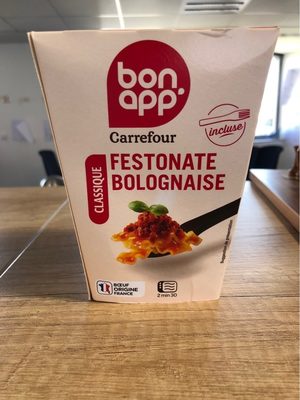 bon
app.
Carrefour
incluse
CLASSIQUE
FESTONATE
BOLOGNAISE
BŒUF
ORIGINE
FRANCE
2 min 30